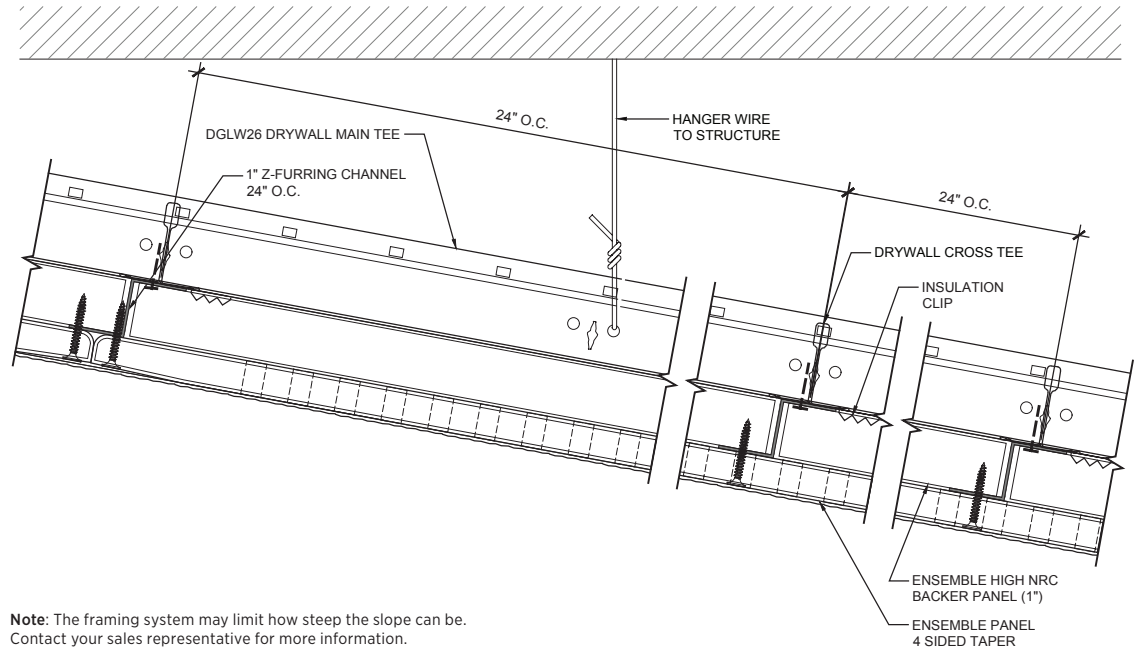 24" O.C.
HANGER WIRE
TO STRUCTURE
DGLW26 DRYWALL MAIN TEE
1" Z-FURRING CHANNEL
24" O.C.
24" O.C.
DRYWALL CROSS TEE
INSULATION
CLIP
ENSEMBLE HIGH NRC
BACKER PANEL (1")
ENSEMBLE PANEL
4 SIDED TAPER
Note: The framing system may limit how steep the slope can be.
Contact your sales representative for more information.